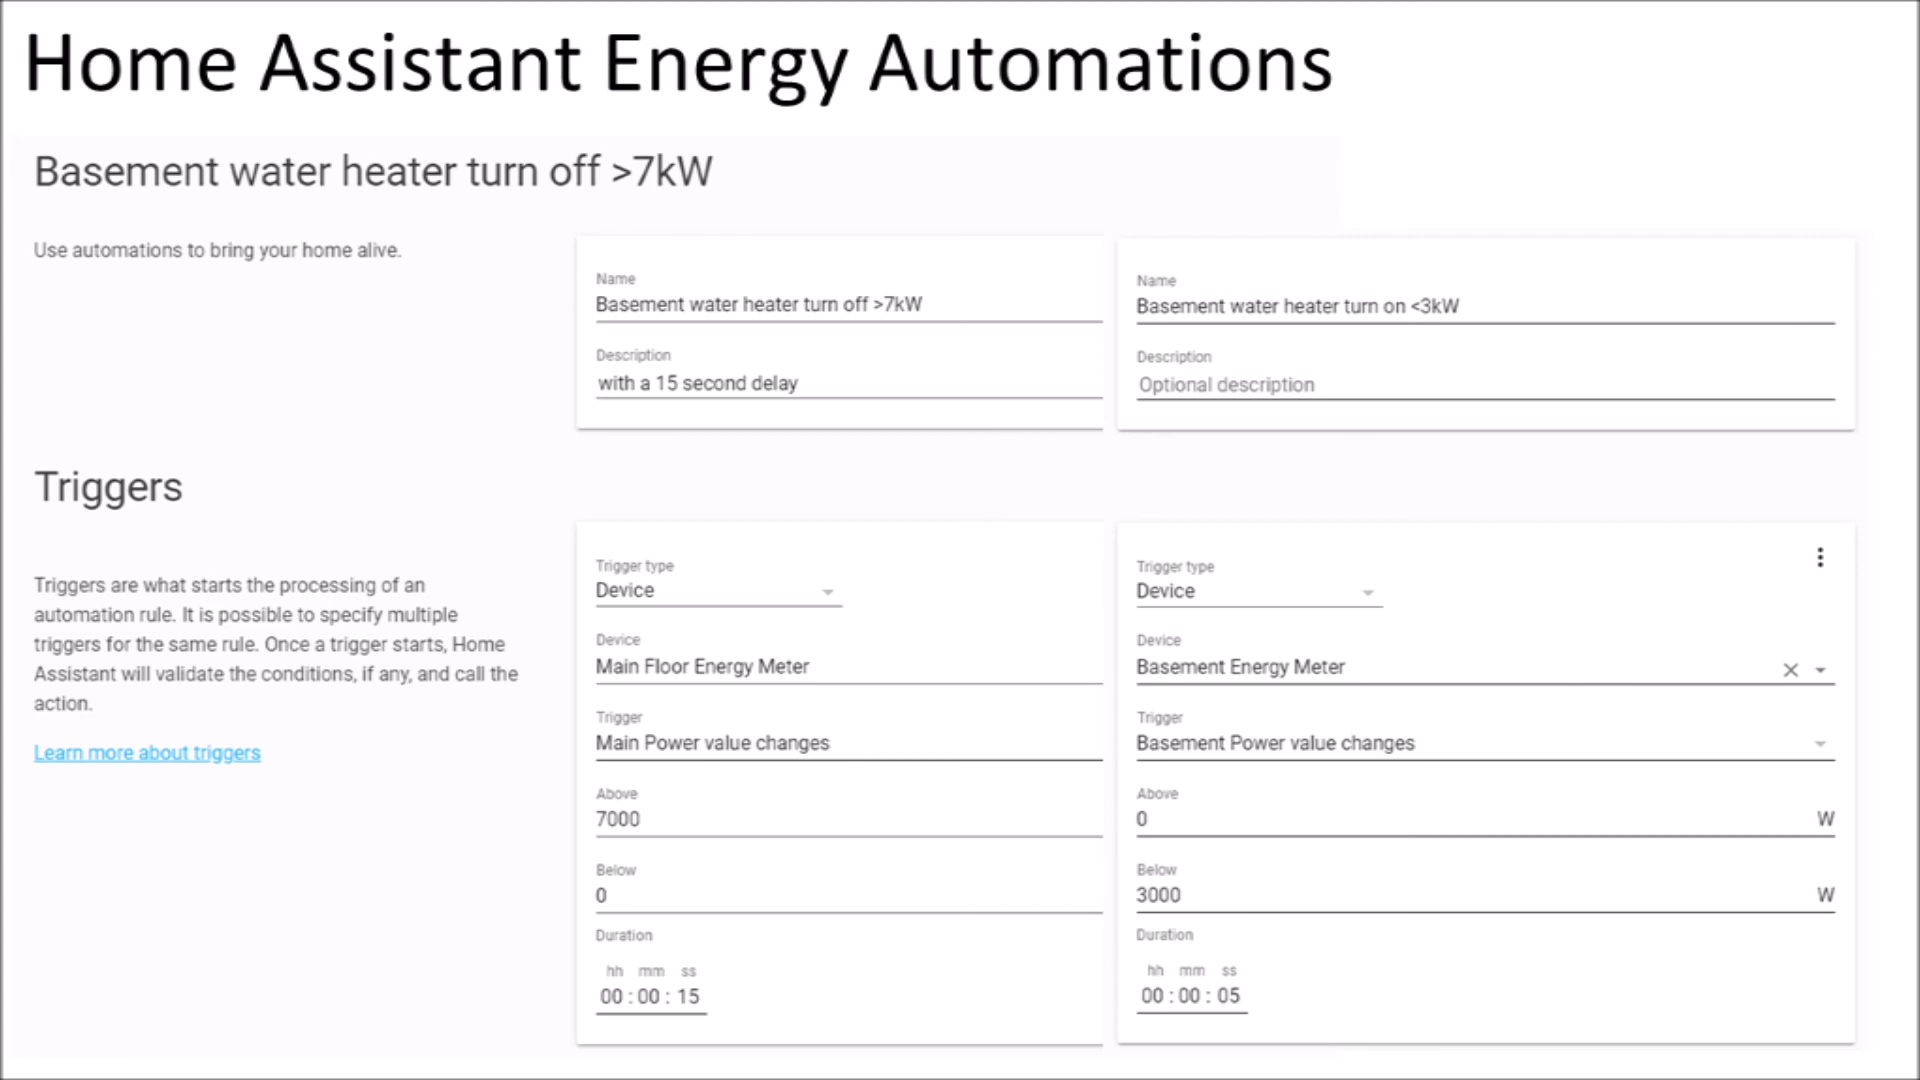 Home Assistant Energy Automations
Basement water heater turn off >7kW
Use automations to bring your home alive.
Name
Basement water heater turn off >7kW
Description
with a 15 second delay
Name
Basement water heater turn on <3kW
Description
Optional description
Triggers
Triggers are what starts the processing of an
automation rule. It is possible to specify multiple
triggers for the same rule. Once a trigger starts, Home
Assistant will validate the conditions, if any, and call the
action.
Learn more about triggers
Trigger type
Device
Device
Main Floor Energy Meter
Trigger
Main Power value changes
Above
7000
Below
0
Duration
hh mm ss
00 : 00 : 15
Trigger type
Device
Device
Basement Energy Meter
Trigger
Basement Power value changes
Above
0 W
Below
3000 W
Duration
hh mm ss
00 : 00 : 05